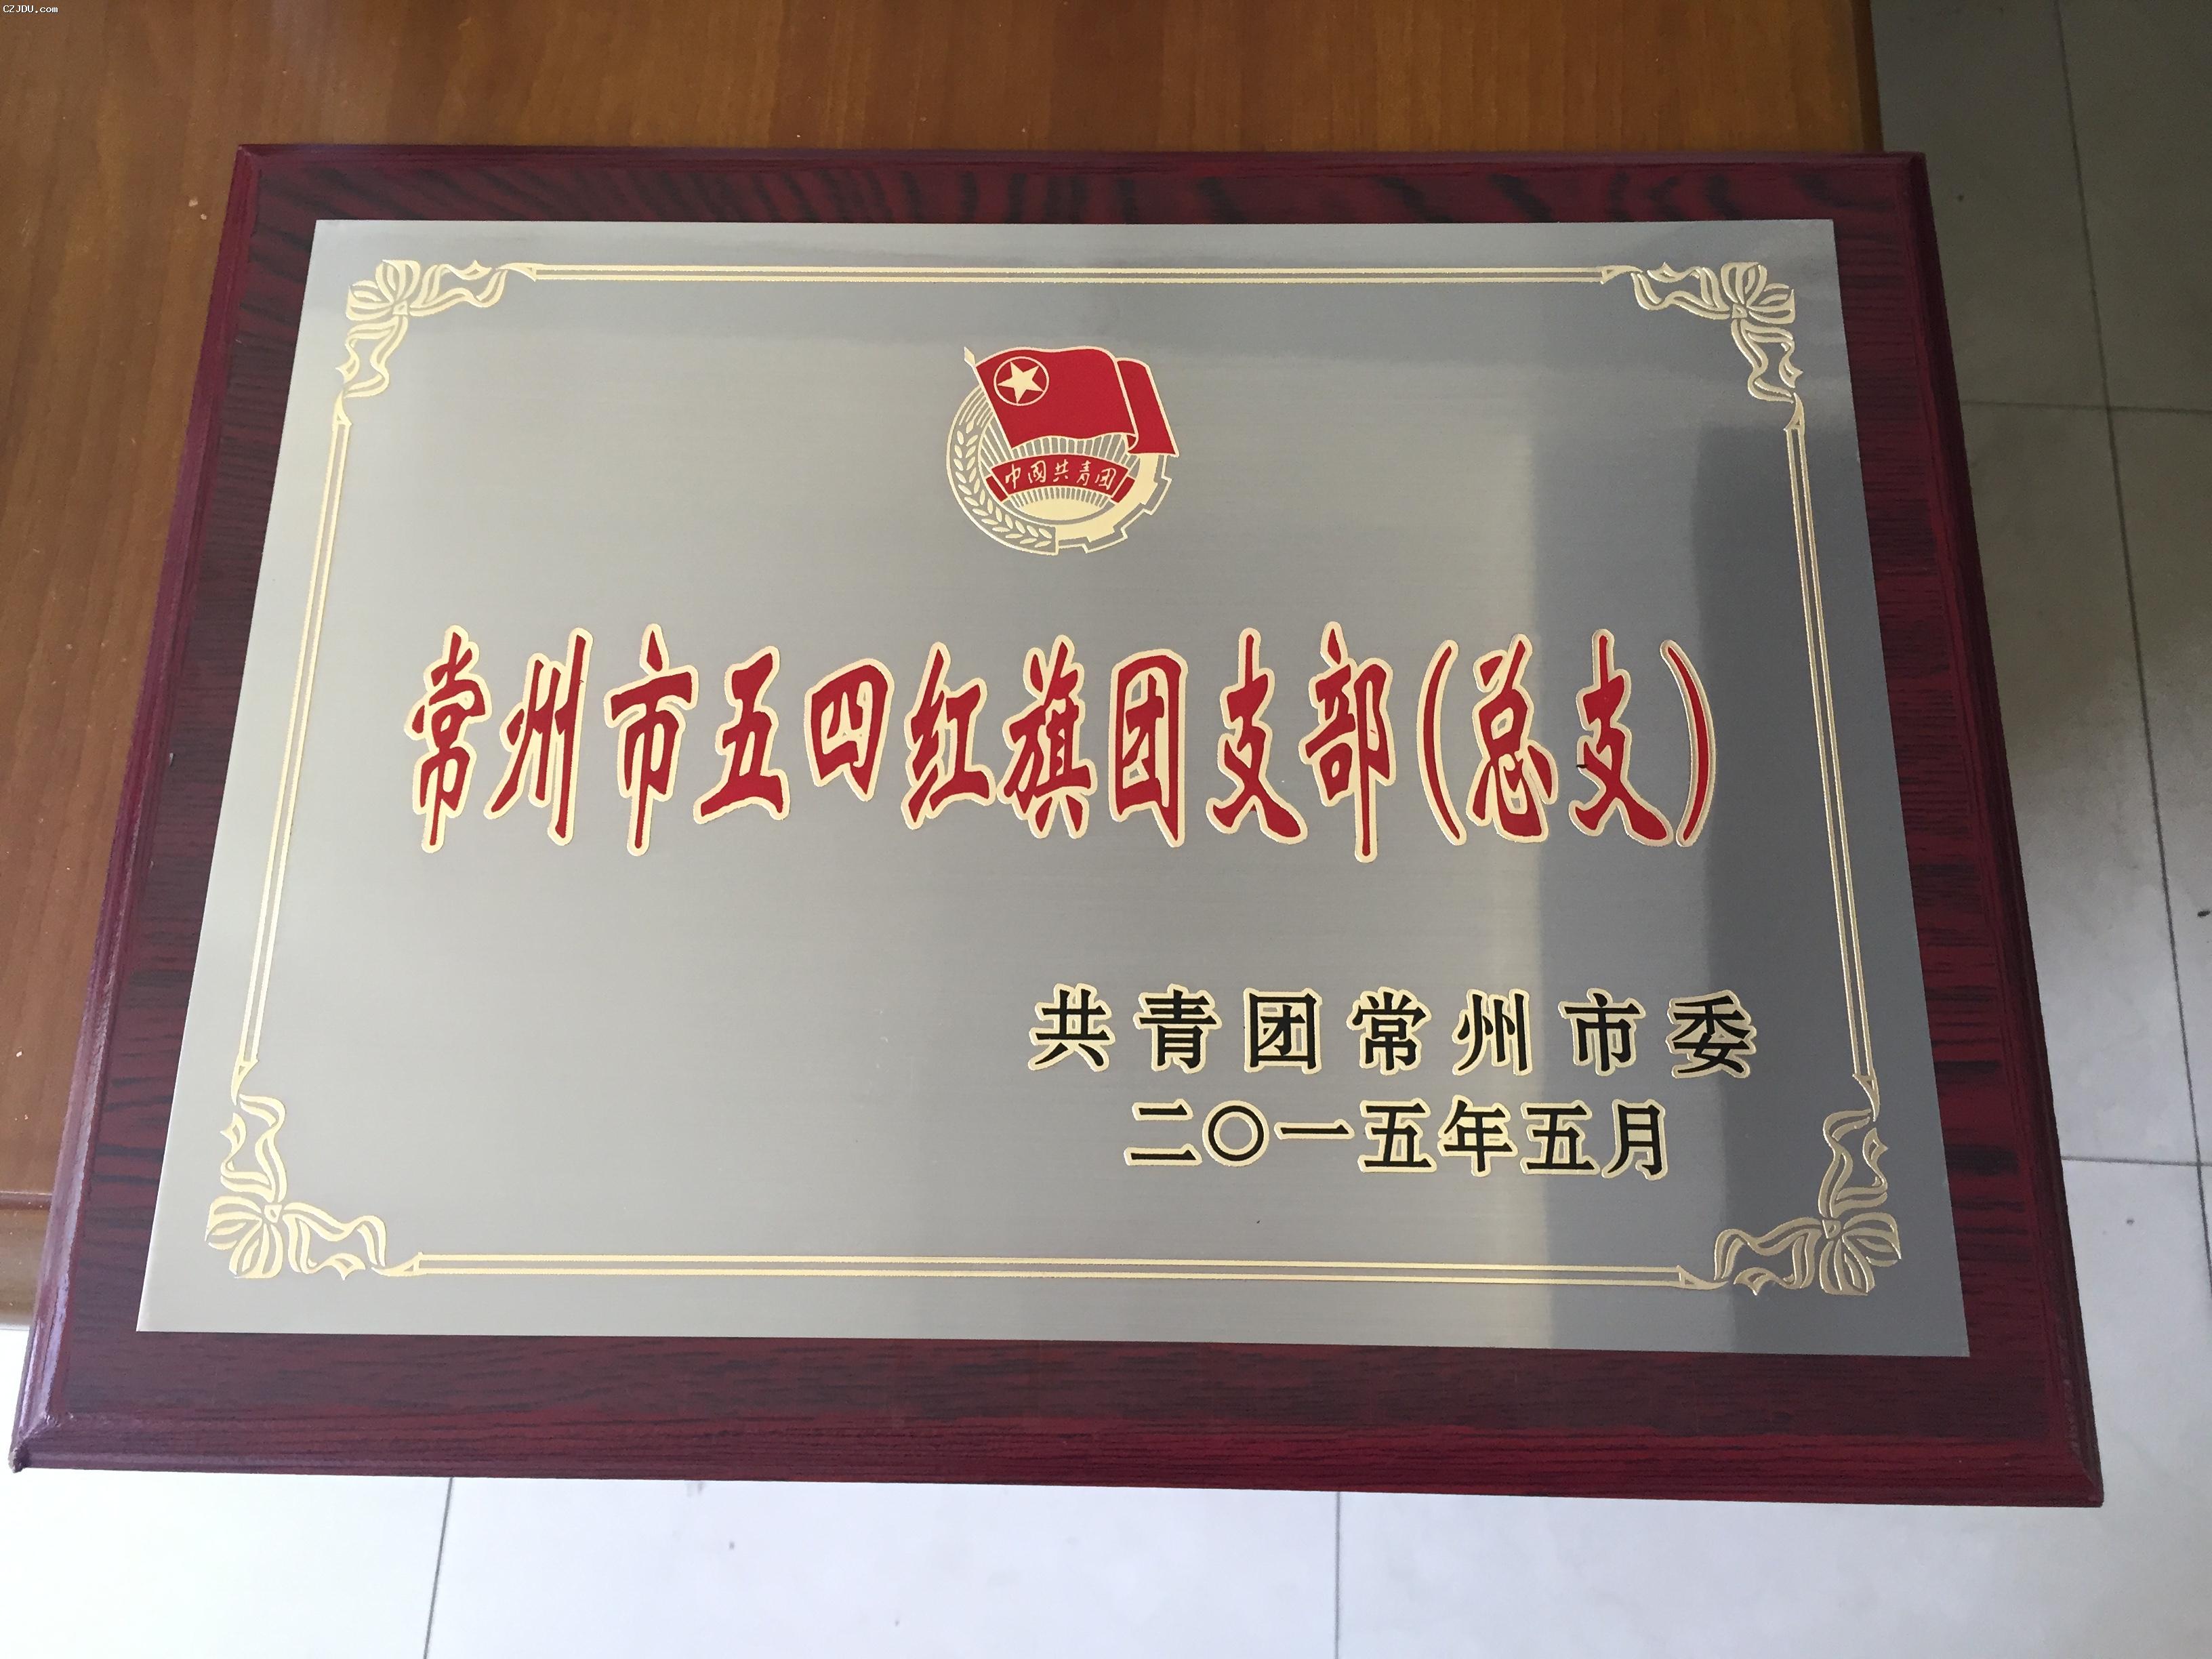 CZJDU.com
中國共青团
常州市五四红旗团支部(总支)
共青团常州市委
二〇一五年五月